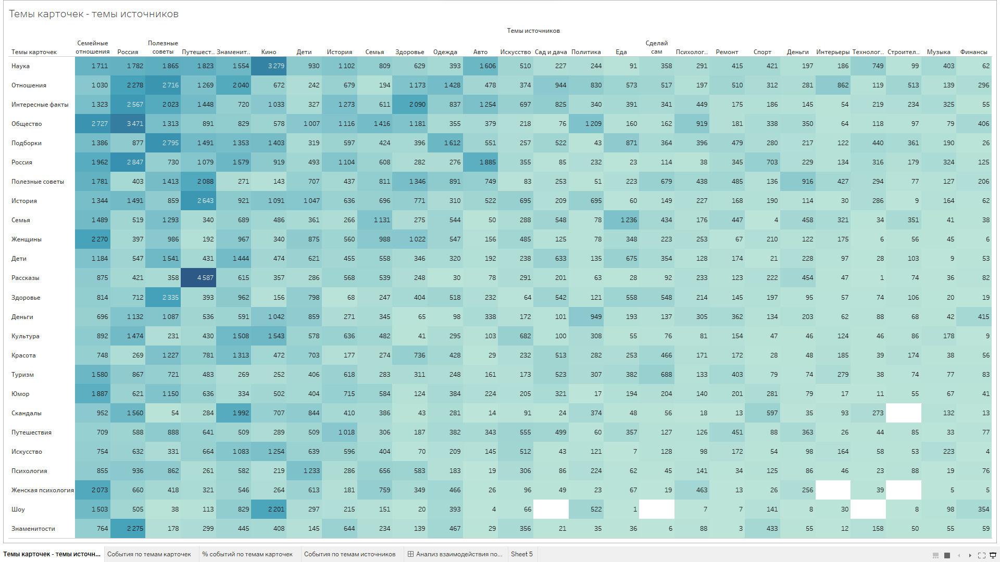 Темы карточек - темы источников
Темы источников
Темы карточек Семейные отношения Россия Полезные советы Путешест.. Знаменит.. Кино Дети История Семья Здоровье Одежда Авто Искусство Сад и дача Политика Еда Сделай сам Психолог.. Ремонт Спорт Деньги Интерьеры Технолог.. Строител.. Музыка Финансы
Наука 1 711 1 782 1 865 1 823 1 554 3 279 930 1 102 809 629 393 1 606 510 227 244 91 358 291 415 421 197 186 749 99 403 62
Отношения 1 030 2 278 2 716 1 269 2 040 672 242 679 194 1 173 1 428 478 374 944 830 573 517 197 510 312 281 862 119 513 139 296
Интересные факты 1 323 2 567 2 023 1 448 720 1 033 327 1 273 611 2 090 837 1 254 697 825 340 391 341 449 175 186 145 54 219 234 325 55
Общество 2 727 3 471 1 313 891 829 578 1 007 1 116 1 416 1 181 355 379 218 76 1 209 160 162 919 181 338 350 64 118 97 79 406
Подборки 1 386 877 2 795 1 491 1 353 1 403 319 597 424 396 1 612 551 257 522 43 871 364 396 479 280 217 122 440 361 190 26
Россия 1 962 2 847 730 1 079 1 579 919 493 1 104 608 282 276 1 885 355 85 232 23 114 38 345 703 229 134 316 179 324 125
Полезные советы 1 781 403 1 413 2 088 271 143 707 437 811 1 346 891 749 83 253 51 223 679 438 485 136 916 427 294 77 127 206
История 1 344 1 491 859 2 643 921 1 091 1 047 636 696 771 310 522 695 209 695 60 149 227 168 190 114 30 286 9 164 62
Семья 1 489 519 1 293 340 689 486 361 266 1 131 275 544 50 288 548 78 1 236 434 176 447 4 458 321 34 351 41 38
Женщины 2 270 397 986 192 967 340 875 560 988 1 022 547 156 485 125 78 348 223 253 67 210 122 175 6 56 45 6
Дети 1 184 547 1 541 431 1 444 474 621 455 558 346 320 192 238 633 135 675 354 128 174 21 228 97 28 103 9 53
Рассказы 875 421 358 4 587 615 357 286 568 539 248 30 78 291 201 63 28 92 233 123 222 454 47 1 74 36 82
Здоровье 814 712 2 335 393 962 156 798 68 247 404 518 232 64 542 121 558 548 214 145 197 95 57 74 106 20 19
Деньги 696 1 132 1 087 536 591 1 042 859 271 345 65 98 338 172 101 949 193 137 305 362 134 203 62 88 68 42 415
Культура 892 1 474 231 430 1 508 1 543 578 636 482 41 295 103 682 100 308 55 76 81 154 47 46 124 46 86 178 9
Красота 748 269 1 227 781 1 313 472 703 177 274 736 428 29 232 513 282 253 466 171 172 28 48 185 39 174 38 56
Туризм 1 580 867 721 483 269 252 406 618 283 311 248 161 173 523 307 382 688 133 403 79 74 279 38 74 77 83
Юмор 1 887 621 1 150 636 334 502 404 715 584 124 384 224 205 321 17 194 204 140 201 281 79 17 11 55 67 41
Скандалы 952 1 560 54 284 1 992 707 844 410 386 43 281 14 91 24 374 48 56 18 13 597 35 93 273 132 13
Путешествия 709 588 888 641 509 289 509 1 018 306 187 382 343 555 499 60 357 127 126 451 88 363 26 44 85 33 77
Искусство 754 632 331 664 1 083 1 254 639 596 404 70 209 145 512 43 121 7 128 98 172 54 98 164 58 53 223 4
Психология 855 936 862 261 582 219 1 233 286 656 583 183 19 306 86 224 62 45 141 34 125 86 46 23 88 19 76
Женская психология 2 073 660 418 321 546 264 613 181 759 349 466 26 96 49 23 67 19 463 13 26 256 39 5 5
Шоу 1 503 505 38 113 829 2 201 297 215 151 20 393 4 66 522 1 7 7 141 8 30 8 98 354
Знаменитости 764 2 275 178 299 445 408 145 644 234 139 467 29 356 21 35 36 6 88 3 433 55 12 158 50 55 59
Темы карточек - темы источн... События по темам карточек % событий по темам карточек События по темам источников Анализ взаимодействия по... Sheet 5